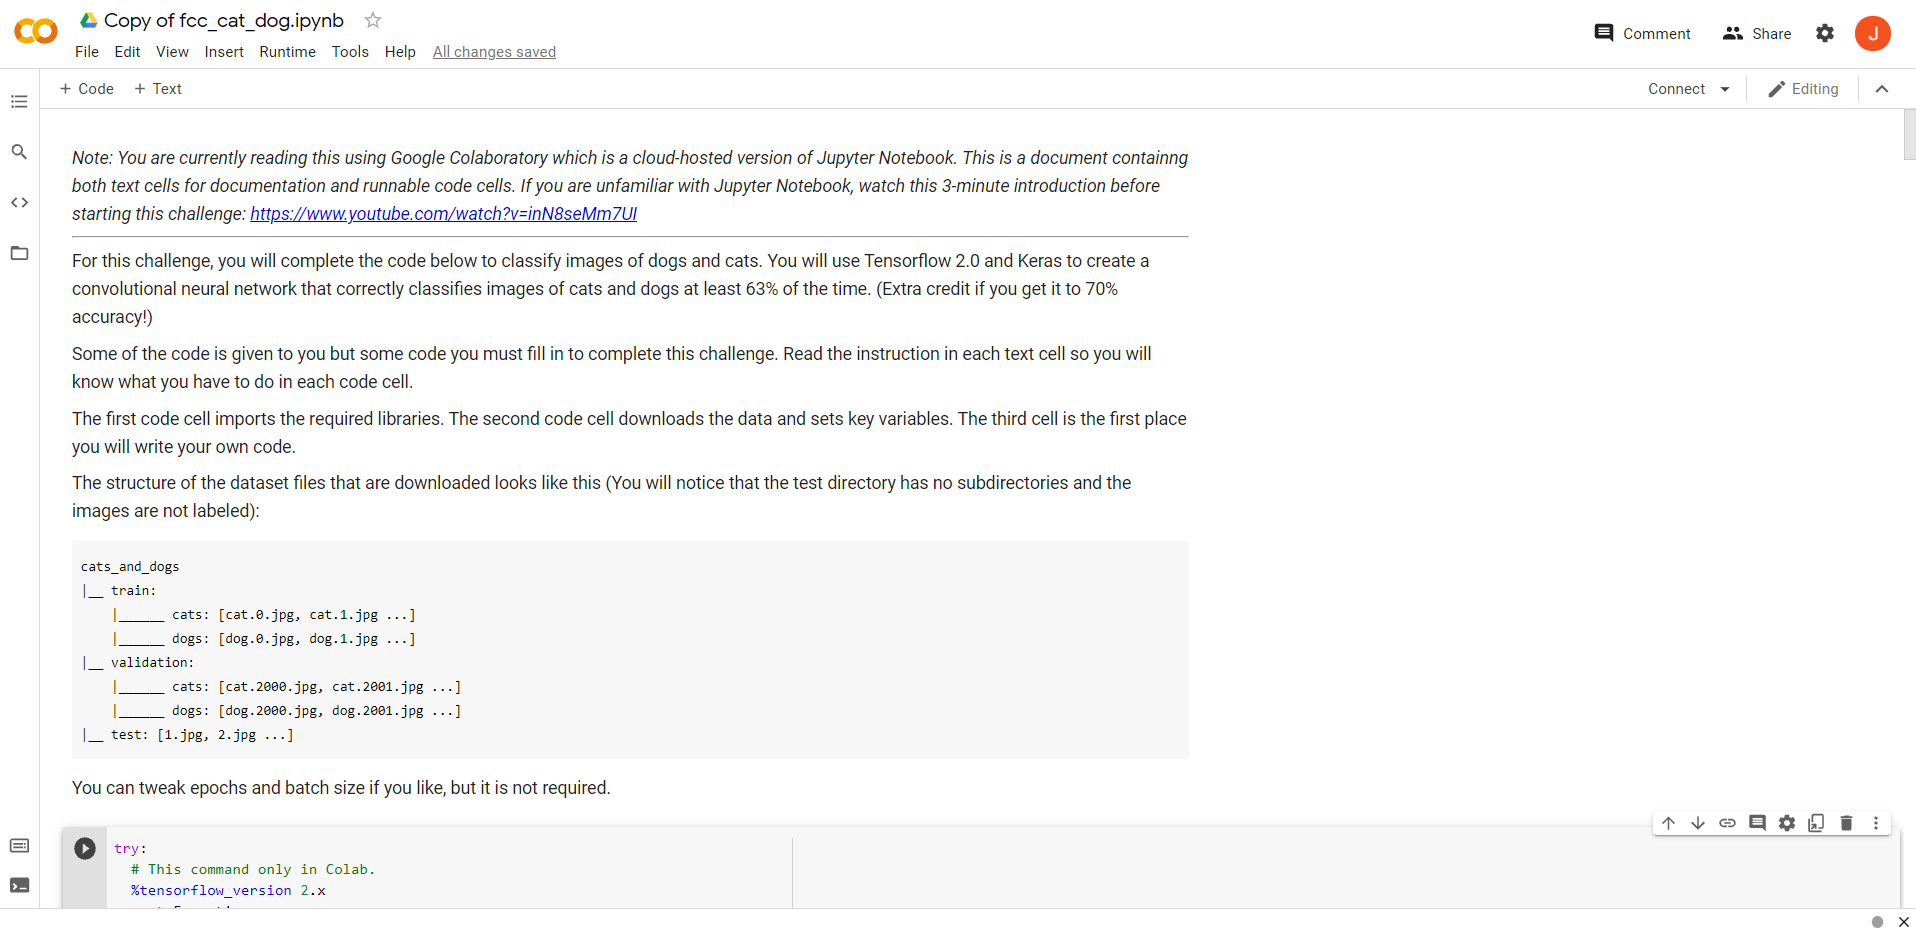 Copy of fcc_cat_dog.ipynb
File Edit View Insert Runtime Tools Help All changes saved
Comment Share J
+ Code + Text Connect Editing
Note: You are currently reading this using Google Colaboratory which is a cloud-hosted version of Jupyter Notebook. This is a document containng
both text cells for documentation and runnable code cells. If you are unfamiliar with Jupyter Notebook, watch this 3-minute introduction before
starting this challenge: https://www.youtube.com/watch?v=inN8seMm7UI
For this challenge, you will complete the code below to classify images of dogs and cats. You will use Tensorflow 2.0 and Keras to create a
convolutional neural network that correctly classifies images of cats and dogs at least 63% of the time. (Extra credit if you get it to 70%
accuracy!)
Some of the code is given to you but some code you must fill in to complete this challenge. Read the instruction in each text cell so you will
know what you have to do in each code cell.
The first code cell imports the required libraries. The second code cell downloads the data and sets key variables. The third cell is the first place
you will write your own code.
The structure of the dataset files that are downloaded looks like this (You will notice that the test directory has no subdirectories and the
images are not labeled):
cats_and_dogs
|__ train:
    |______ cats: [cat.0.jpg, cat.1.jpg ...]
    |______ dogs: [dog.0.jpg, dog.1.jpg ...]
|__ validation:
    |______ cats: [cat.2000.jpg, cat.2001.jpg ...]
    |______ dogs: [dog.2000.jpg, dog.2001.jpg ...]
|__ test: [1.jpg, 2.jpg ...]
You can tweak epochs and batch size if you like, but it is not required.
try:
  # This command only in Colab.
  %tensorflow_version 2.x